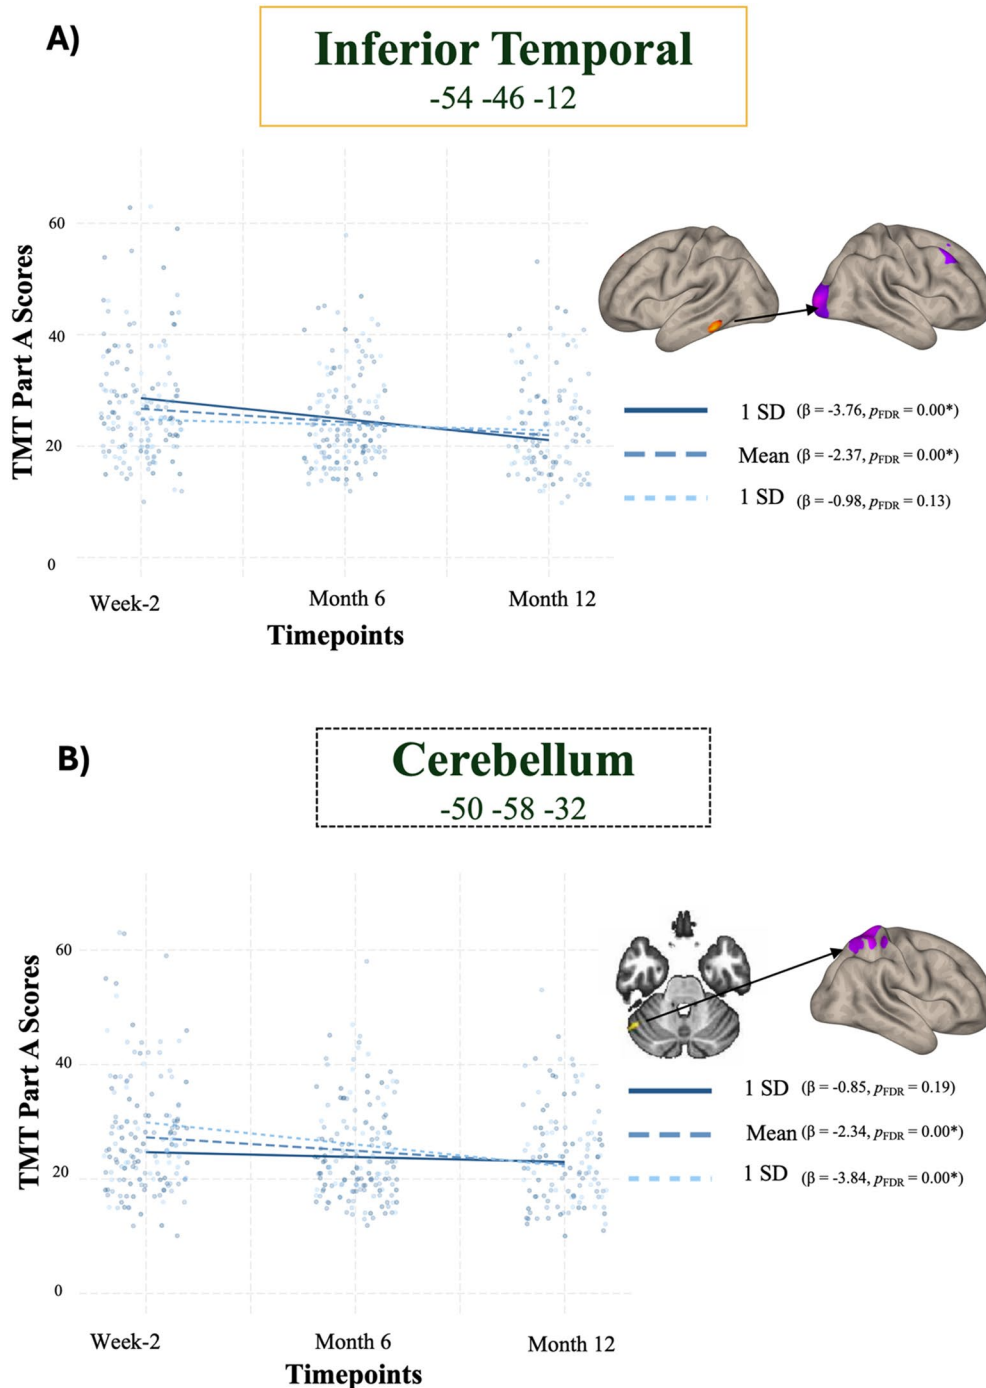 A)
Inferior Temporal
-54 -46 -12
TMT Part A Scores
60
40
20
0
Week-2
Month 6
Month 12
Timepoints
1 SD (β = -3.76, pFDR = 0.00*)
Mean (β = -2.37, pFDR = 0.00*)
1 SD (β = -0.98, pFDR = 0.13)
B)
Cerebellum
-50 -58 -32
TMT Part A Scores
60
40
20
0
Week-2
Month 6
Month 12
Timepoints
1 SD (β = -0.85, pFDR = 0.19)
Mean (β = -2.34, pFDR = 0.00*)
1 SD (β = -3.84, pFDR = 0.00*)